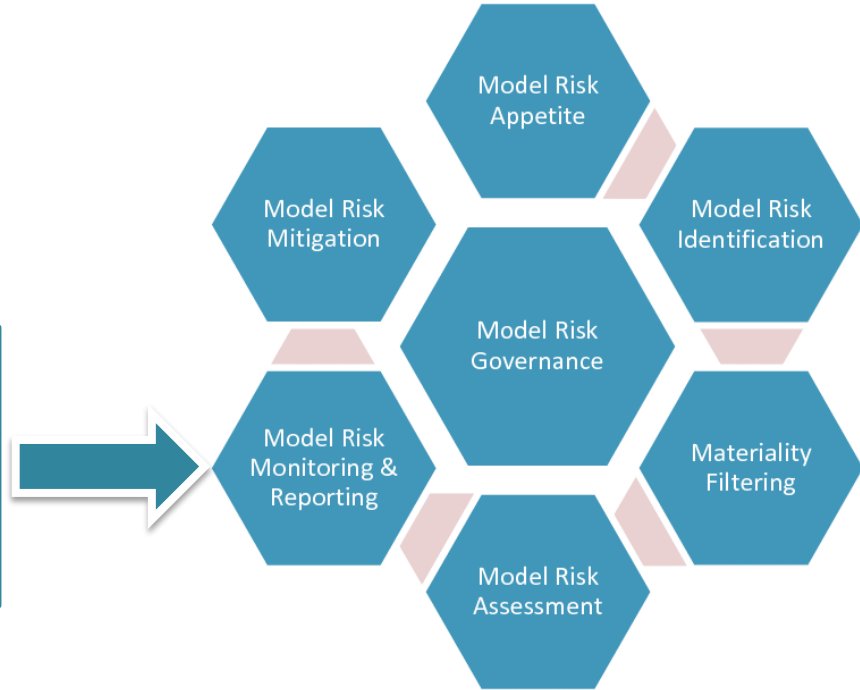 Model Risk
Appetite
Model Risk
Identification
Materiality
Filtering
Model Risk
Assessment
Model Risk
Monitoring &
Reporting
Model Risk
Mitigation
Model Risk
Governance